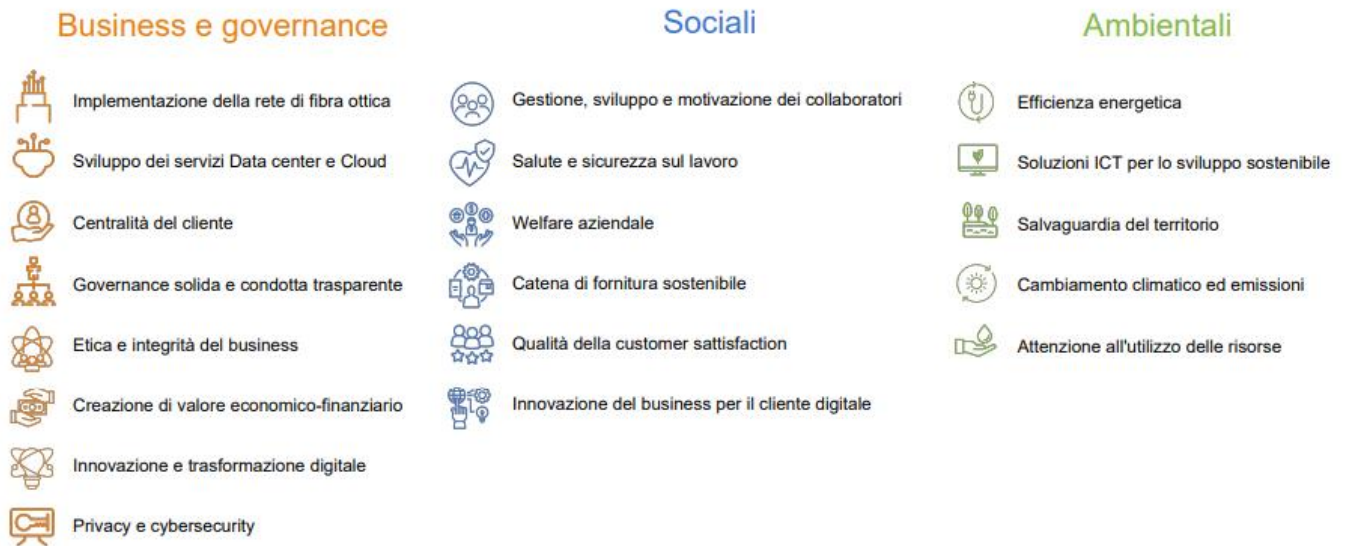 Business e governance
Implementazione della rete di fibra ottica
Sviluppo dei servizi Data center e Cloud
Centralità del cliente
Governance solida e condotta trasparente
Etica e integrità del business
Creazione di valore economico-finanziario
Innovazione e trasformazione digitale
Privacy e cybersecurity
Sociali
Gestione, sviluppo e motivazione dei collaboratori
Salute e sicurezza sul lavoro
Welfare aziendale
Catena di fornitura sostenibile
Qualità della customer sattisfaction
Innovazione del business per il cliente digitale
Ambientali
Efficienza energetica
Soluzioni ICT per lo sviluppo sostenibile
Salvaguardia del territorio
Cambiamento climatico ed emissioni
Attenzione all'utilizzo delle risorse